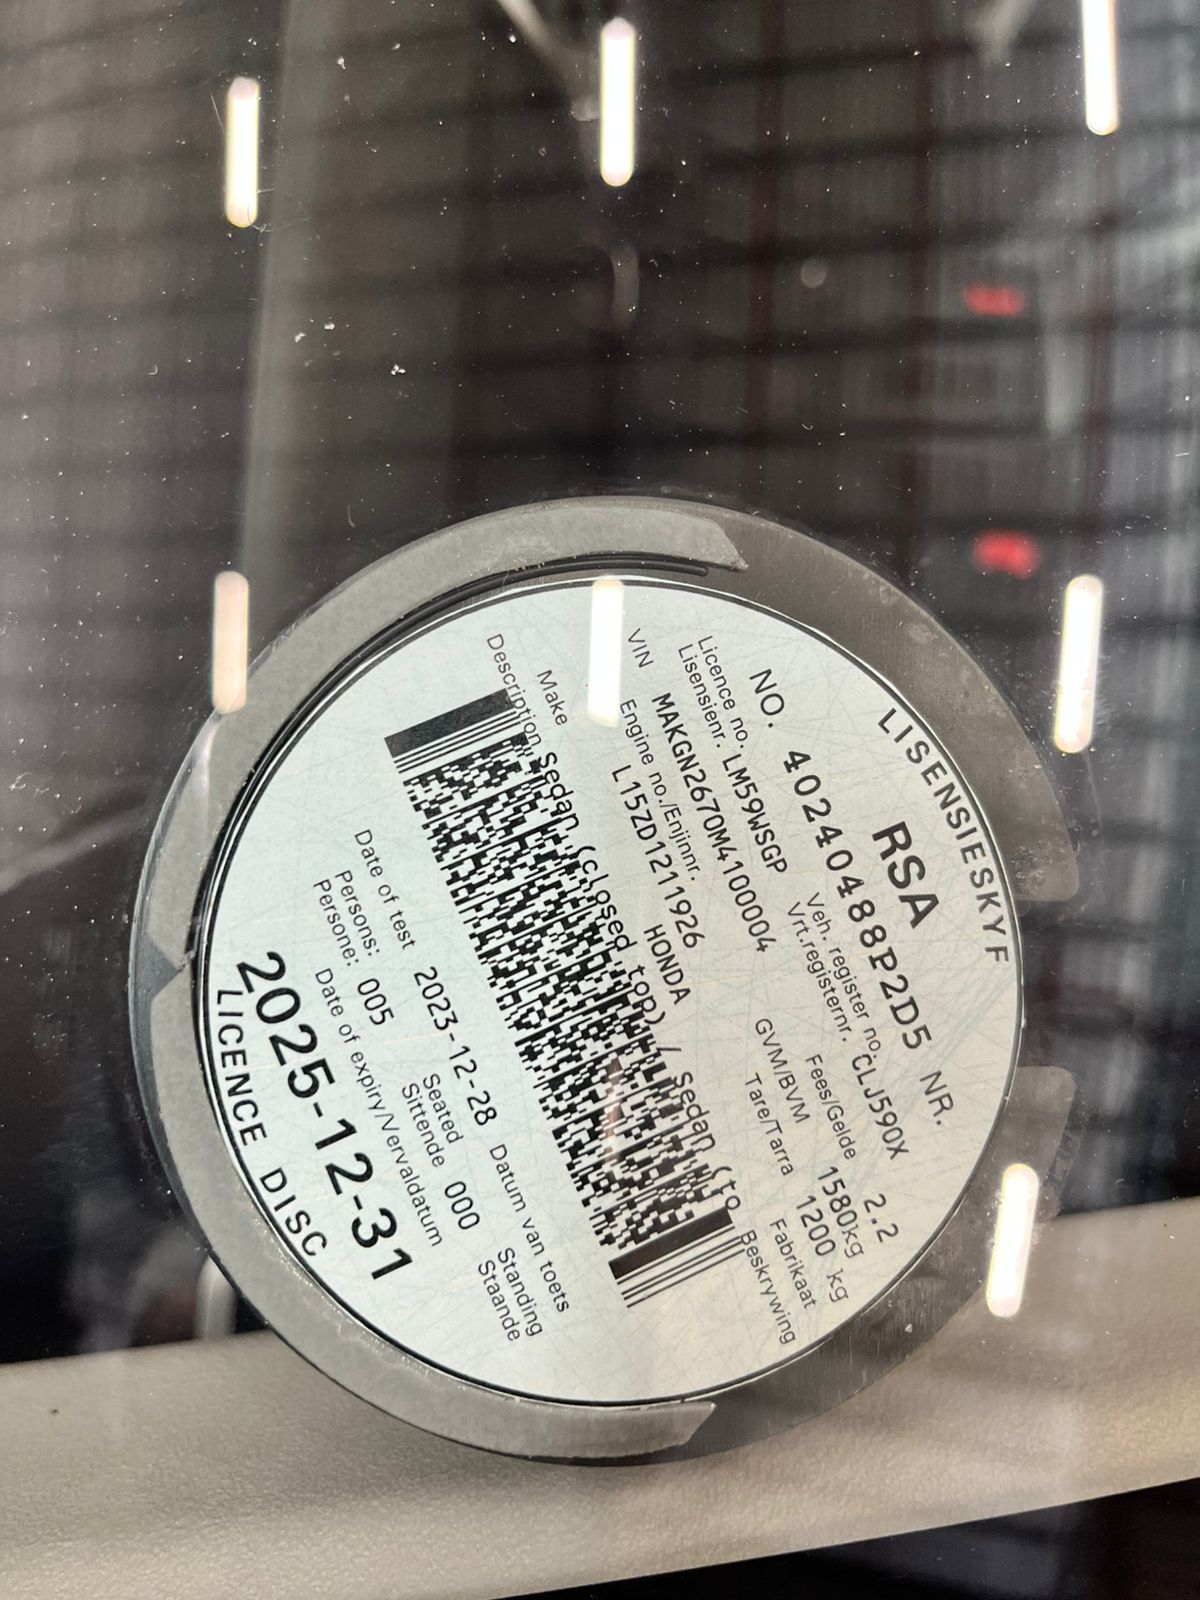 LISENSIESKYF
RSA
NO. 40240488P2D5 NR.
Licence no. LM59WSGP Veh. register no. CLJ590X
Lisensienr. Vrt.registernr.
VIN MAKGN2670M4100004 Fees/Gelde 2.2
Engine no./Enjinnr. GVM/BVM 1580kg
L15ZD1211926 Tare/Tarra 1200 kg
Make HONDA Fabrikaat
Description Sedan (closed top) / Sedan (to Beskrywing
Date of test 2023-12-28 Datum van toets
Persons: 005 Seated 000 Standing
Persone: Sittende Staande
Date of expiry/Vervaldatum
2025-12-31
LICENCE DISC